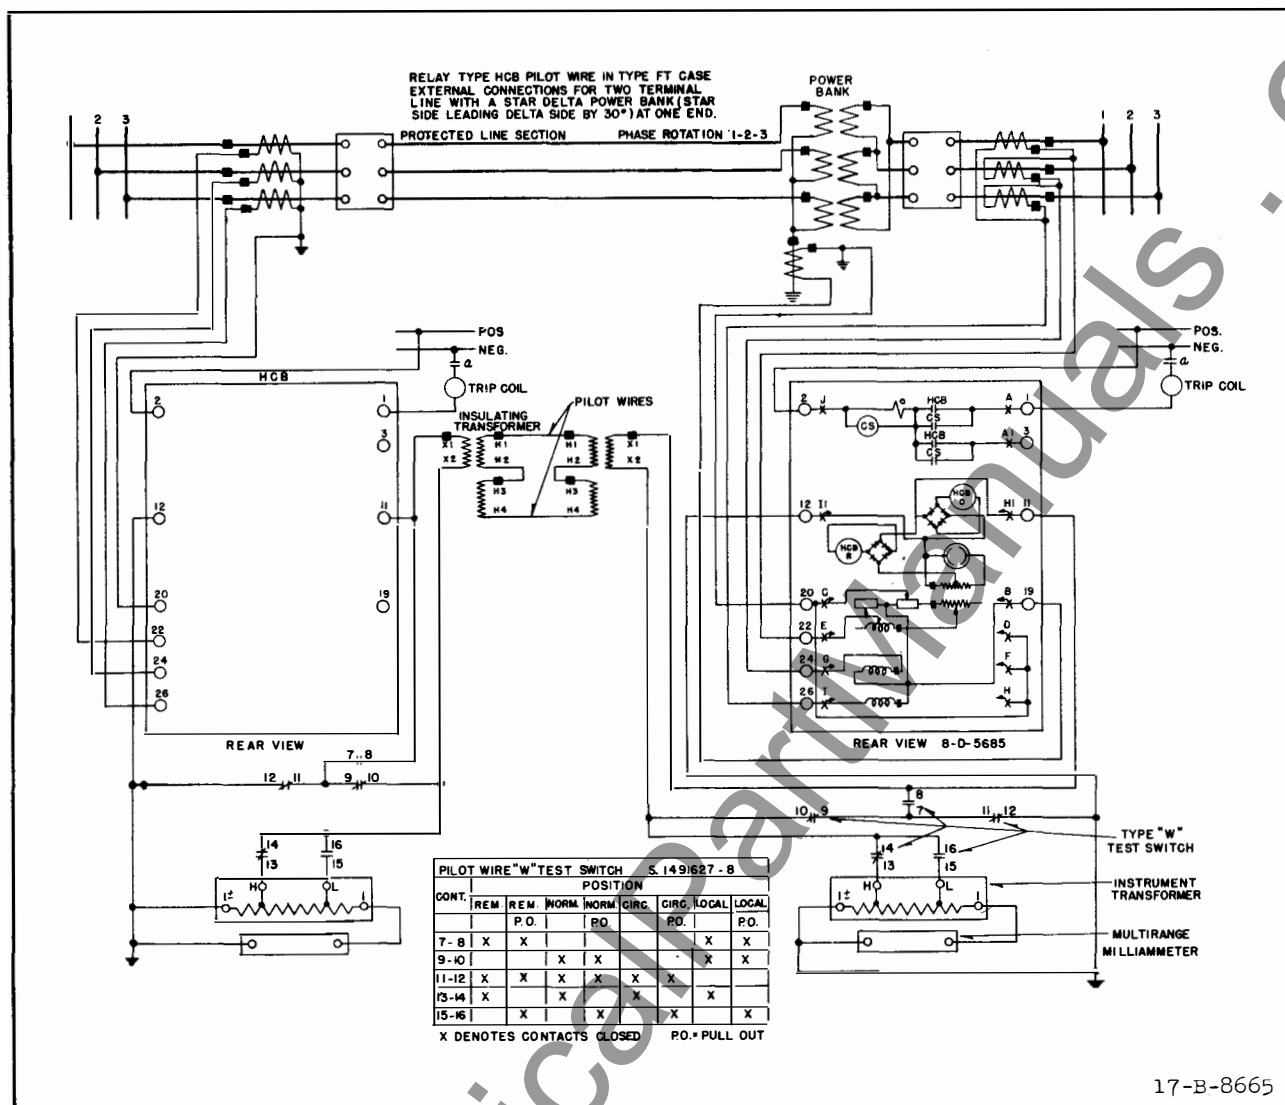 RELAY TYPE HCB PILOT WIRE IN TYPE FT CASE
EXTERNAL CONNECTIONS FOR TWO TERMINAL
LINE WITH A STAR DELTA POWER BANK (STAR
SIDE LEADING DELTA SIDE BY 30°) AT ONE END.
PROTECTED LINE SECTION PHASE ROTATION 1-2-3
POWER
BANK
2 3
1 2 3
POS
NEG.
a
TRIP COIL
POS.
NEG.
a
TRIP COIL
HCB
2
1
3
12
11
20
19
22
24
26
REAR VIEW
PILOT WIRES
INSULATING
TRANSFORMER
X1 H1 H1 X1
X2 H2 H2 X2
H3 H3
H4 H4
2 J HCB A 1
CS CS
HCB A1 3
CS
12 I1 HCB O H1 11
HCB R
20 C B 19
22 E D
24 G F
26 I H
REAR VIEW 8-D-5685
7 8
12 11 9 10
14 16
13 15
H L
1± 1
8
10 9 7 11 12
14 16
13 15
H L
1± 1
TYPE "W"
TEST SWITCH
INSTRUMENT
TRANSFORMER
MULTIRANGE
MILLIAMMETER
PILOT WIRE "W" TEST SWITCH S. 1491627-8
CONT. POSITION
REM. REM. NORM. NORM. CIRC. CIRC. LOCAL LOCAL
P.O. P.O. P.O. P.O.
7-8 X X X X
9-10 X X X X
11-12 X X X X X X
13-14 X X X X
15-16 X X X X
X DENOTES CONTACTS CLOSED P.O.= PULL OUT
17-B-8665